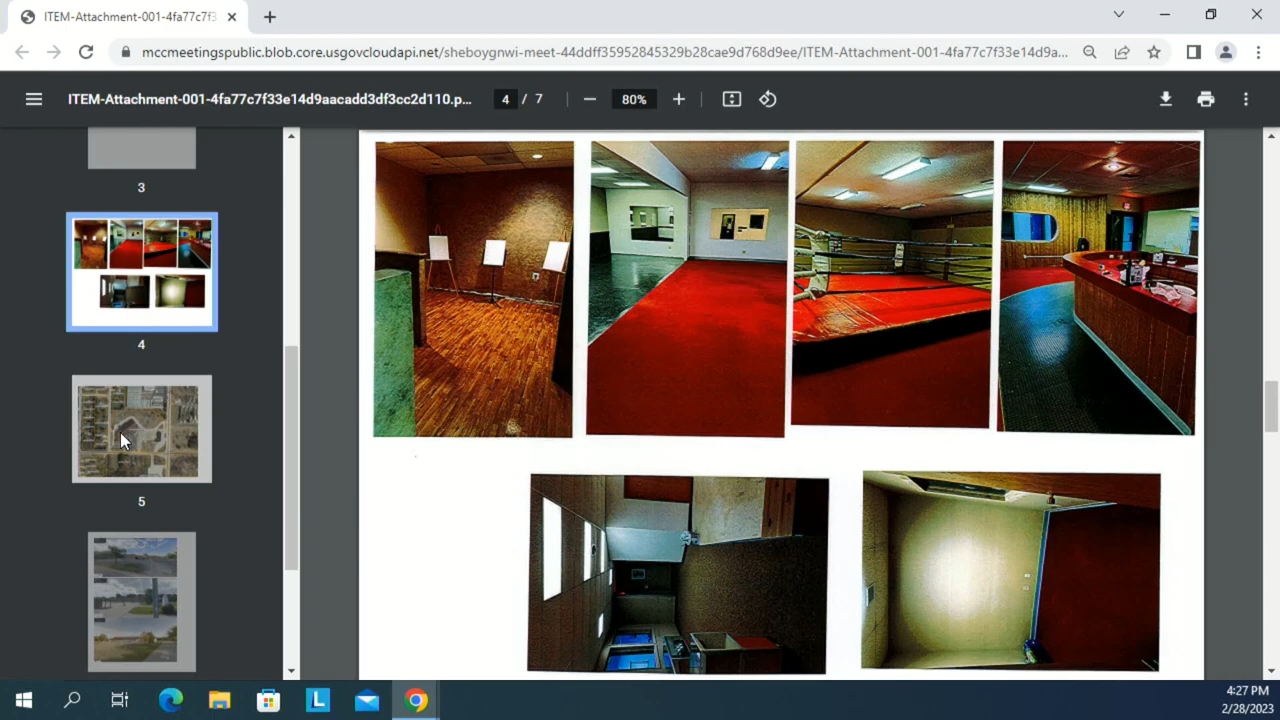 ITEM-Attachment-001-4fa77c7f3
mccmeetingspublic.blob.core.usgovcloudapi.net/sheboygnwi-meet-44ddff35952845329b28cae9d768d9ee/ITEM-Attachment-001-4fa77c7f33e14d9a...
ITEM-Attachment-001-4fa77c7f33e14d9aacadd3df3cc2d110.p...
4 / 7
80%
3
4
5
L
4:27 PM
2/28/2023